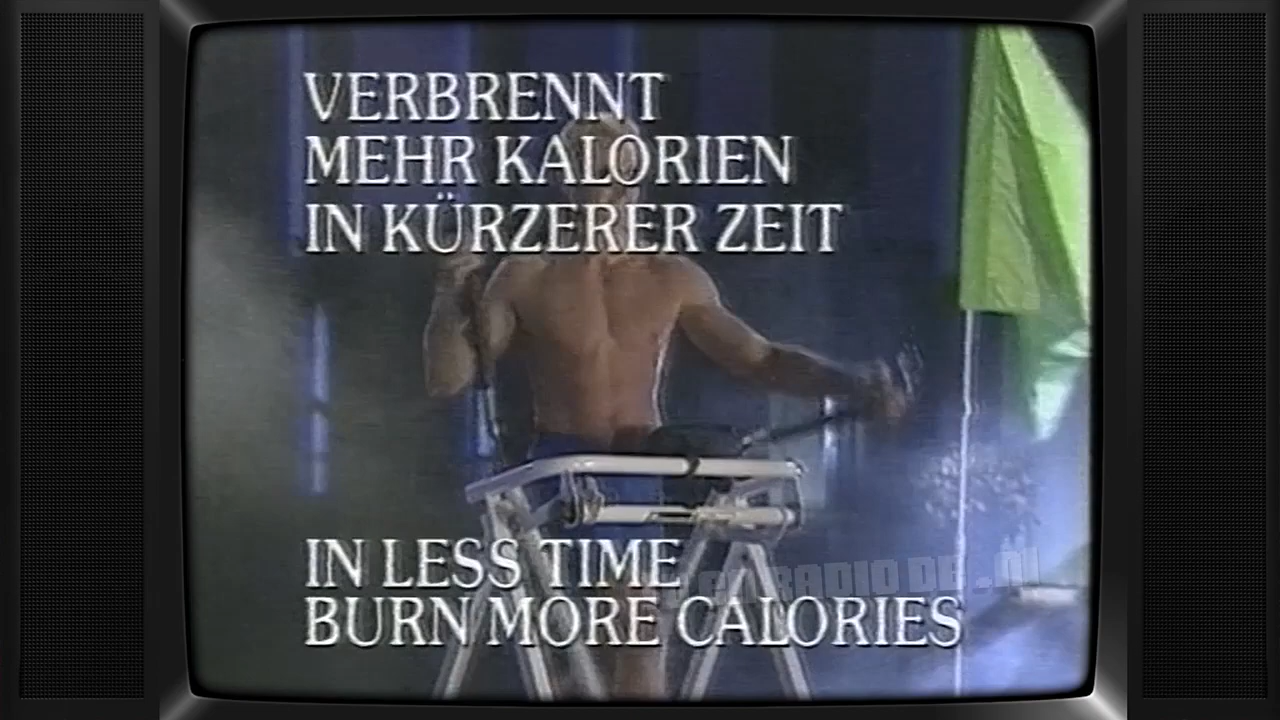 VERBRENNT
MEHR KALORIEN
IN KÜRZERER ZEIT
IN LESS TIME
BURN MORE CALORIES